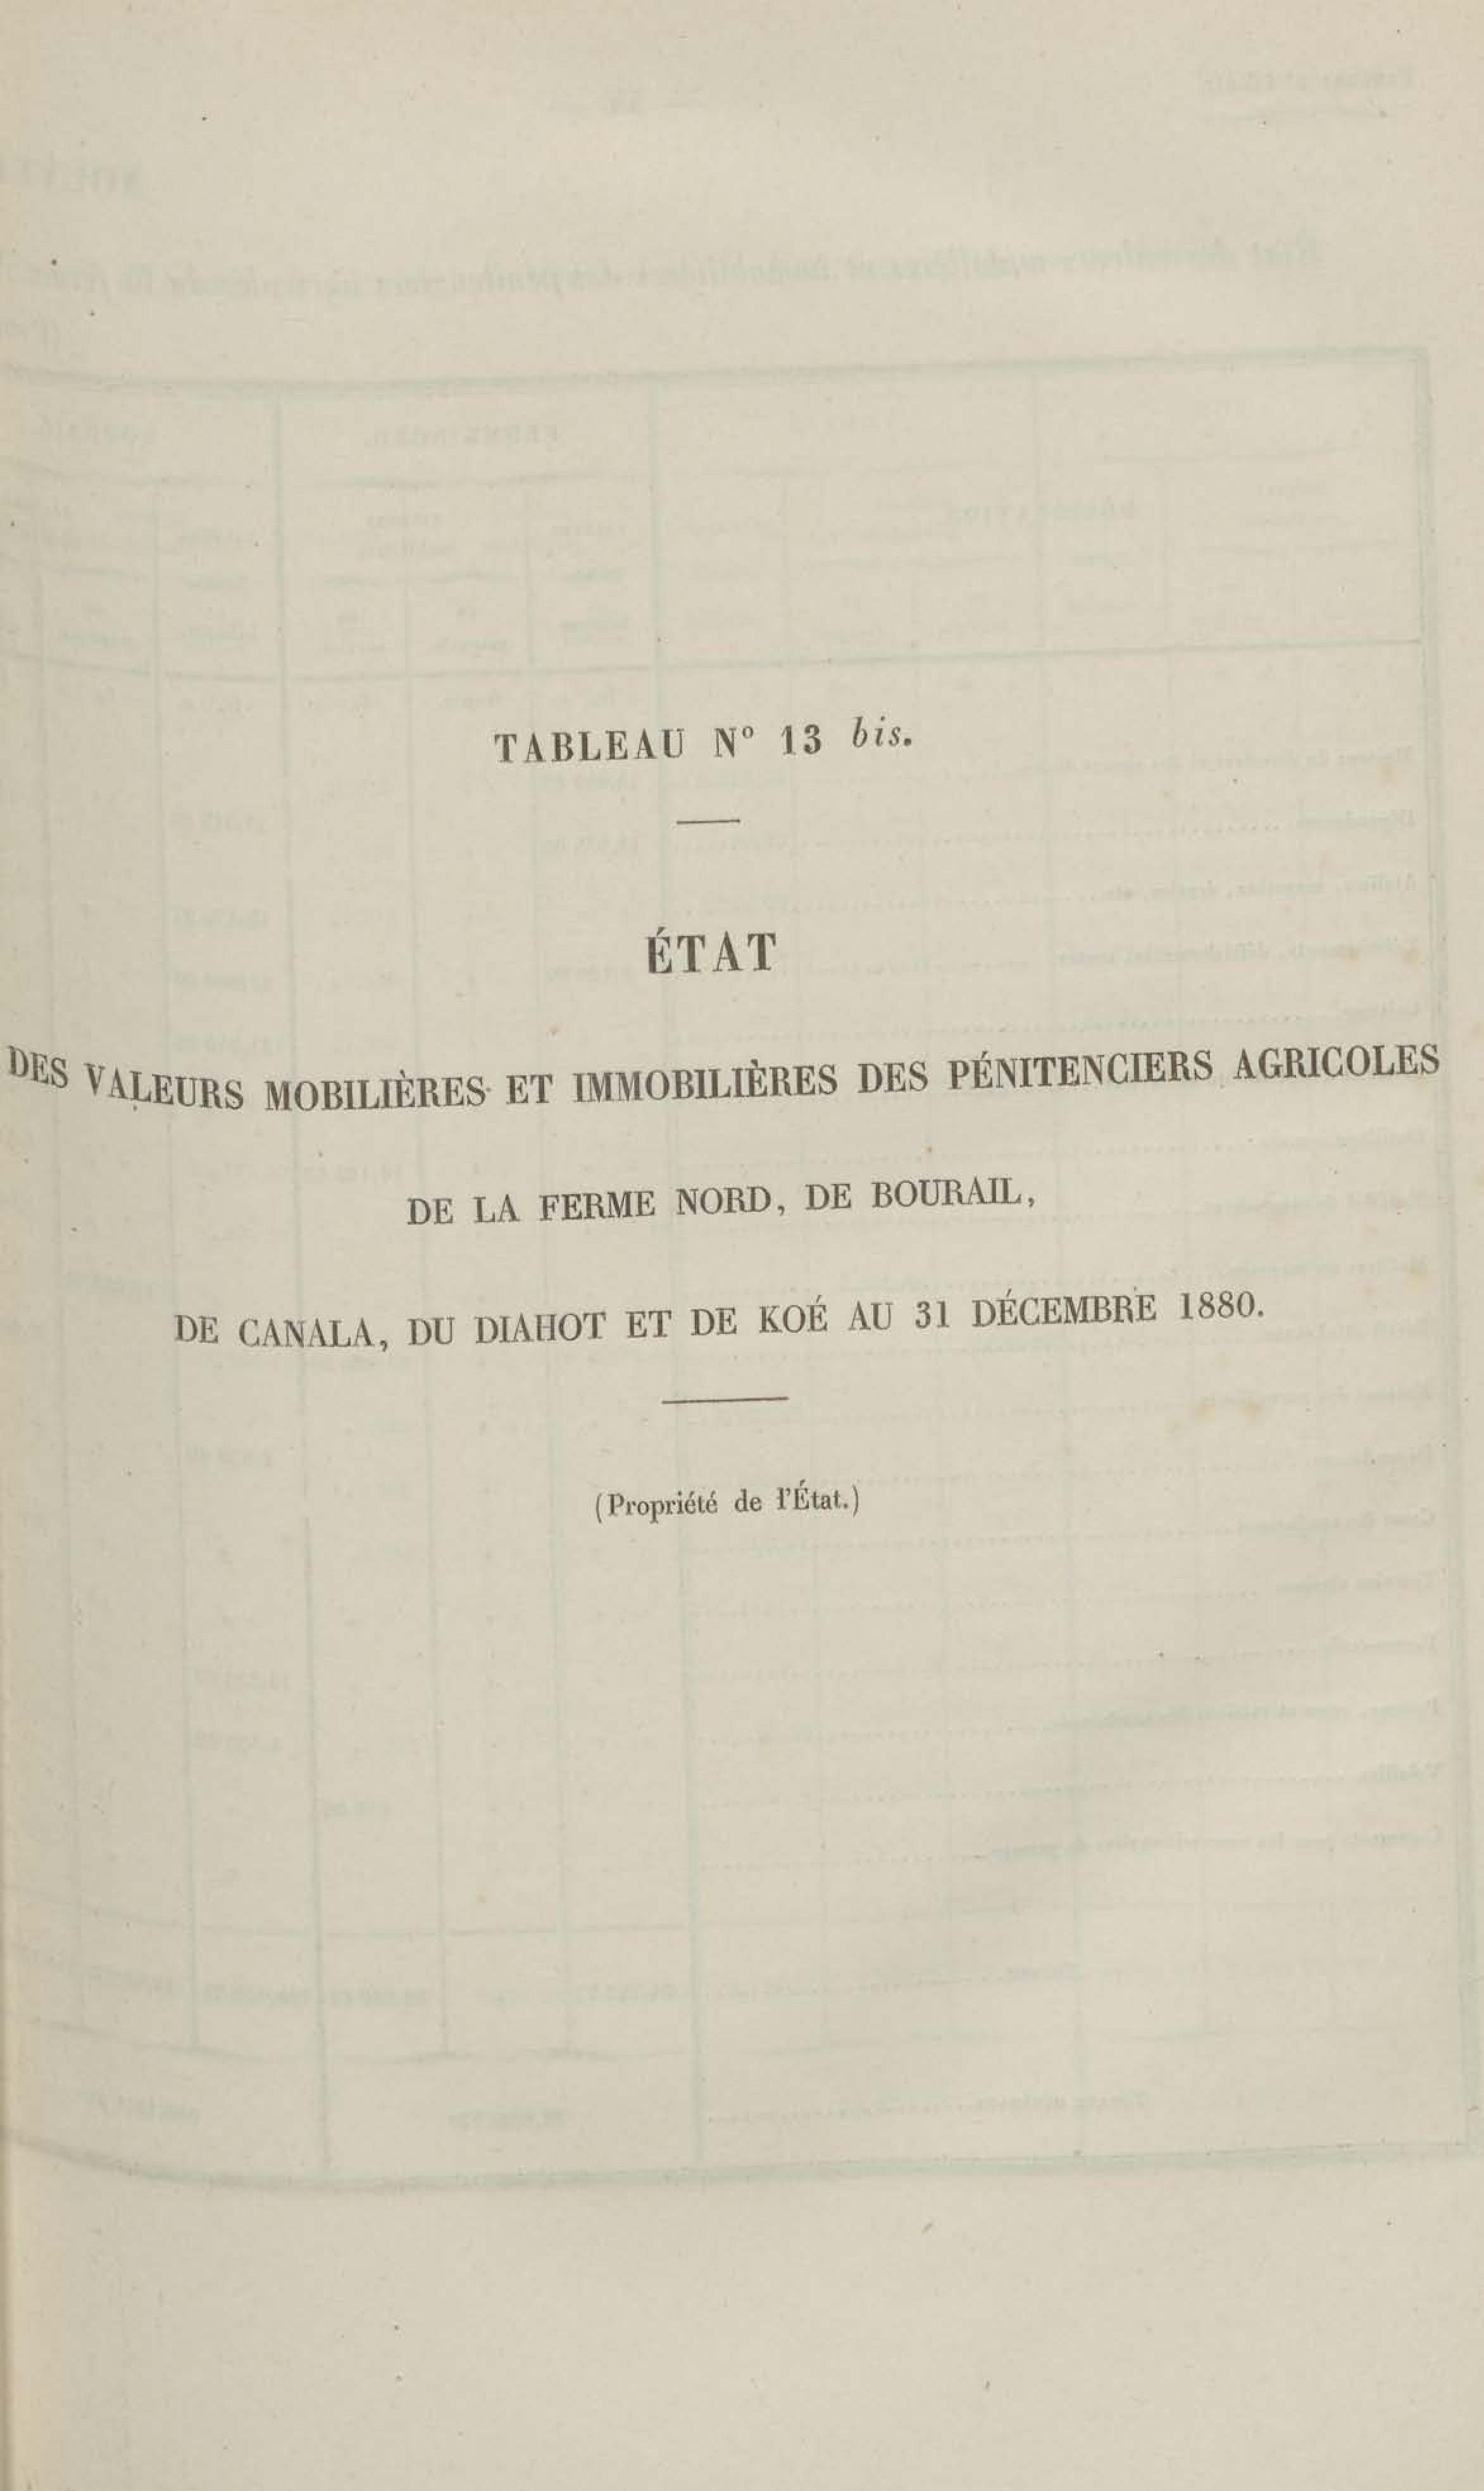 TABLEAU N° 13 bis.
ÉTAT
DES VALEURS MOBILIÈRES ET IMMOBILIÈRES DES PÉNITENCIERS AGRICOLES
DE LA FERME NORD, DE BOURAIL,
DE CANALA, DU DIAHOT ET DE KOÉ AU 31 DÉCEMBRE 1880.
(Propriété de l'État.)